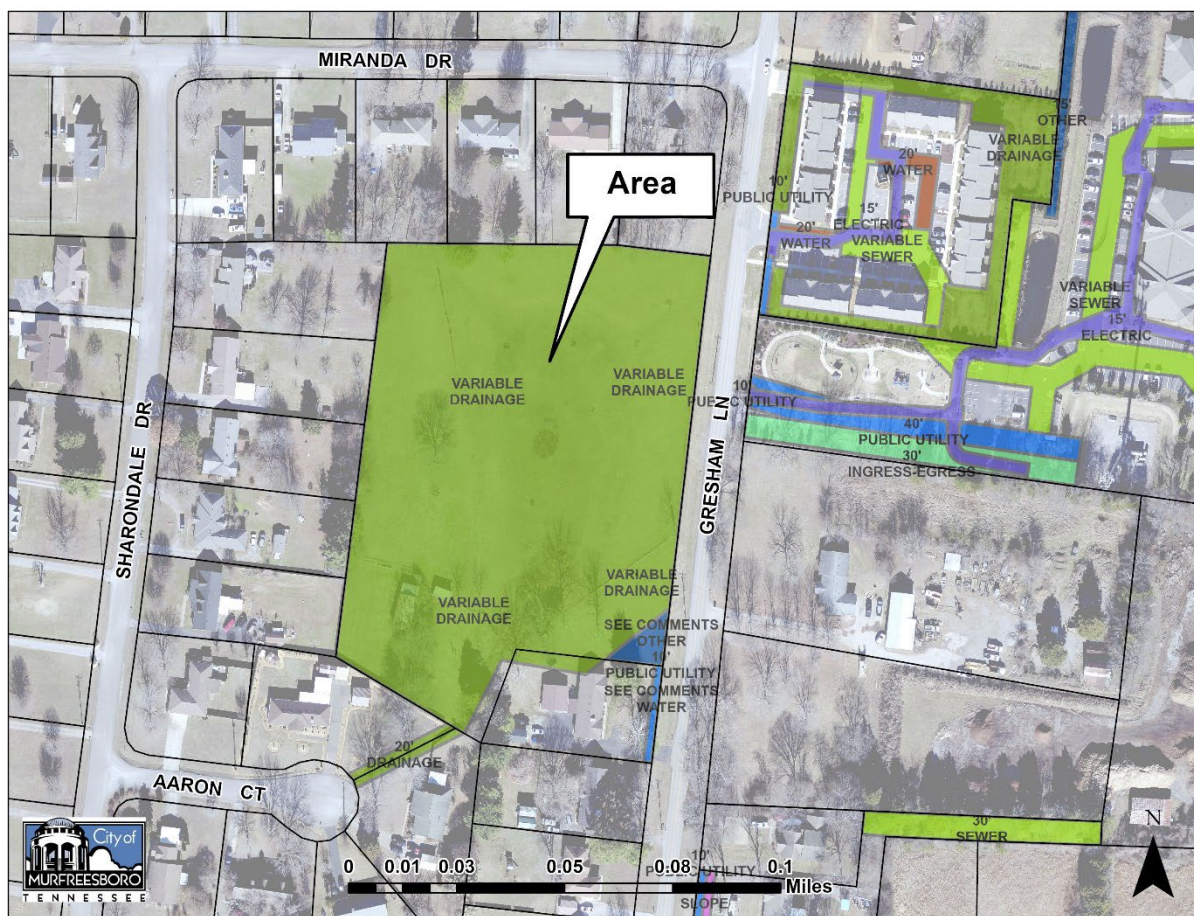 MIRANDA DR
Area
OTHER
VARIABLE
DRAINAGE
20'
WATER
10'
PUBLIC UTILITY
15'
ELECTRIC
20'
WATER
VARIABLE
SEWER
VARIABLE
SEWER
15'
ELECTRIC
VARIABLE
DRAINAGE
VARIABLE
DRAINAGE
10'
PUBLIC UTILITY
40'
PUBLIC UTILITY
30'
INGRESS-EGRESS
GRESHAM LN
SHARONDALE DR
VARIABLE
DRAINAGE
VARIABLE
DRAINAGE
SEE COMMENTS
OTHER
10'
PUBLIC UTILITY
SEE COMMENTS
WATER
20'
DRAINAGE
AARON CT
30'
SEWER
N
City of
MURFREESBORO
TENNESSEE
0 0.01 0.03 0.05 0.08 0.1
Miles
10'
PUBLIC UTILITY
SLOPE